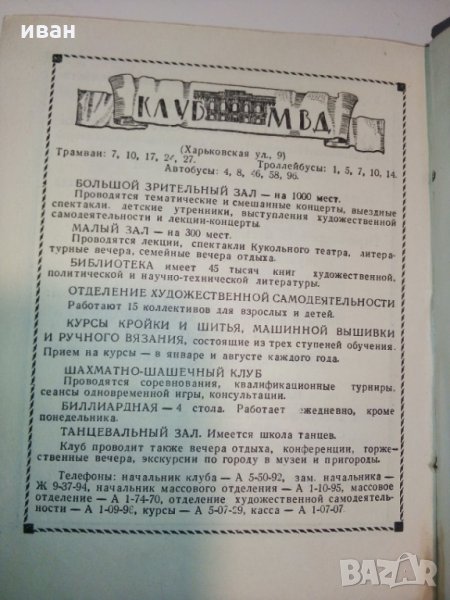 иван
КЛУБ МВД
(Харьковская ул., 9)
Трамваи: 7, 10, 17, 27. Троллейбусы: 1, 5, 7, 10, 14.
Автобусы: 4, 8, 46, 58, 96.
БОЛЬШОЙ ЗРИТЕЛЬНЫЙ ЗАЛ — на 1000 мест.
Проводятся тематические и смешанные концерты, выездные
спектакли, детские утренники, выступления художественной
самодеятельности и лекции-концерты.
МАЛЫЙ ЗАЛ — на 300 мест.
Проводятся лекции, спектакли Кукольного театра, лите-
ратурные вечера, семейные вечера отдыха.
БИБЛИОТЕКА имеет 45 тысяч книг художественной,
политической и научно-технической литературы.
ОТДЕЛЕНИЕ ХУДОЖЕСТВЕННОЙ САМОДЕЯТЕЛЬНОСТИ
Работают 15 коллективов для взрослых и детей.
КУРСЫ КРОЙКИ И ШИТЬЯ, МАШИННОЙ ВЫШИВКИ
И РУЧНОГО ВЯЗАНИЯ, состоящие из трех ступеней обучения.
Прием на курсы — в январе и августе каждого года.
ШАХМАТНО-ШАШЕЧНЫЙ КЛУБ
Проводятся соревнования, квалификационные турниры,
сеансы одновременной игры, консультации.
БИЛЛИАРДНАЯ — 4 стола. Работает ежедневно, кроме
понедельника.
ТАНЦЕВАЛЬНЫЙ ЗАЛ. Имеется школа танцев.
Клуб проводит также вечера отдыха, конференции, торже-
ственные вечера, экскурсии по городу в музеи и пригороды.
Телефоны: начальник клуба — А 5-50-92, зам. начальника —
Ж 9-37-94, начальник массового отделения — А 1-10-95, массовое
отделение — А 1-74-70, отделение художественной самодеятель-
ности — А 1-09-96, курсы — А 5-07-29, касса — А 1-07-07.
BAZAR